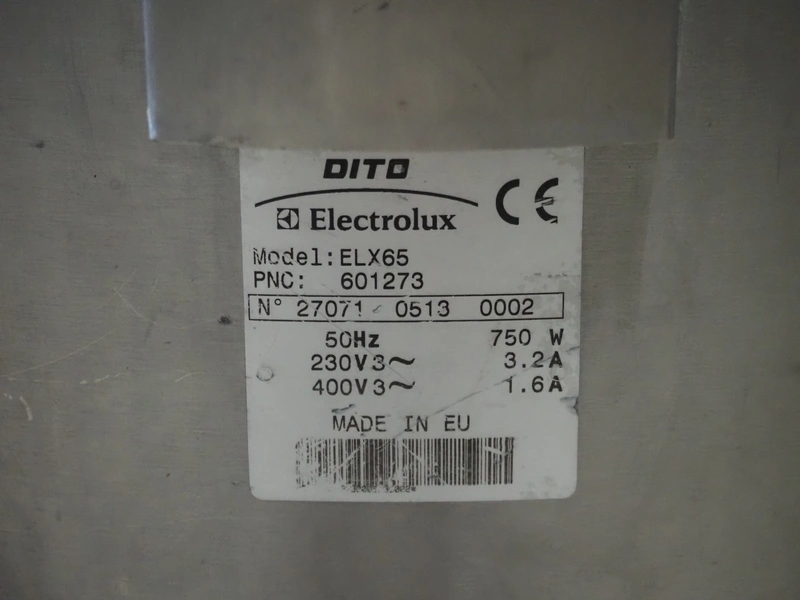 DITO
Electrolux
CE
Model: ELX65
PNC: 601273
N° 27071 0513 0002
50Hz 750 W
230V3~ 3.2A
400V3~ 1.6A
MADE IN EU